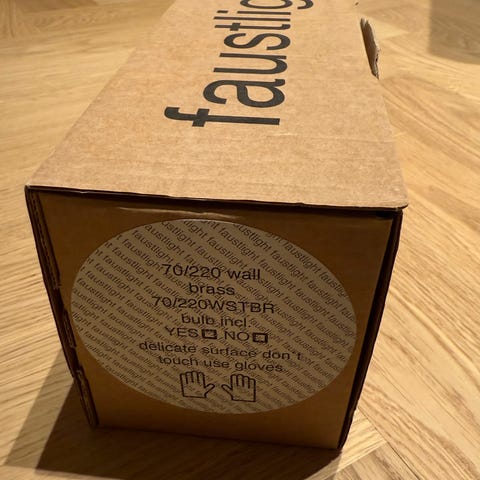 faustlig
70/220 wall
brass
70/220WSTBR
bulb incl.
YES NO
delicate surface don't
touch use gloves